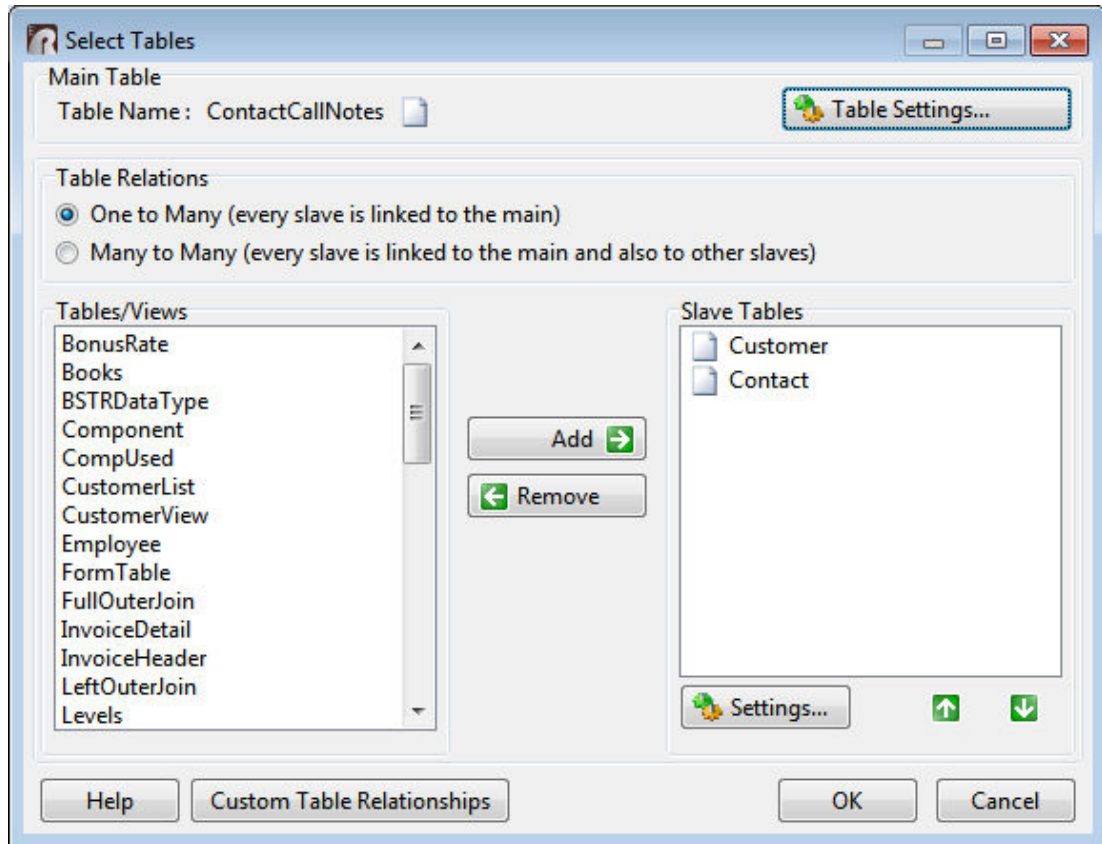 Select Tables
Main Table
Table Name : ContactCallNotes
Table Settings...
Table Relations
One to Many (every slave is linked to the main)
Many to Many (every slave is linked to the main and also to other slaves)
Tables/Views
BonusRate
Books
BSTRDataType
Component
CompUsed
CustomerList
CustomerView
Employee
FormTable
FullOuterJoin
InvoiceDetail
InvoiceHeader
LeftOuterJoin
Levels
Add
Remove
Slave Tables
Customer
Contact
Settings...
Help
Custom Table Relationships
OK
Cancel